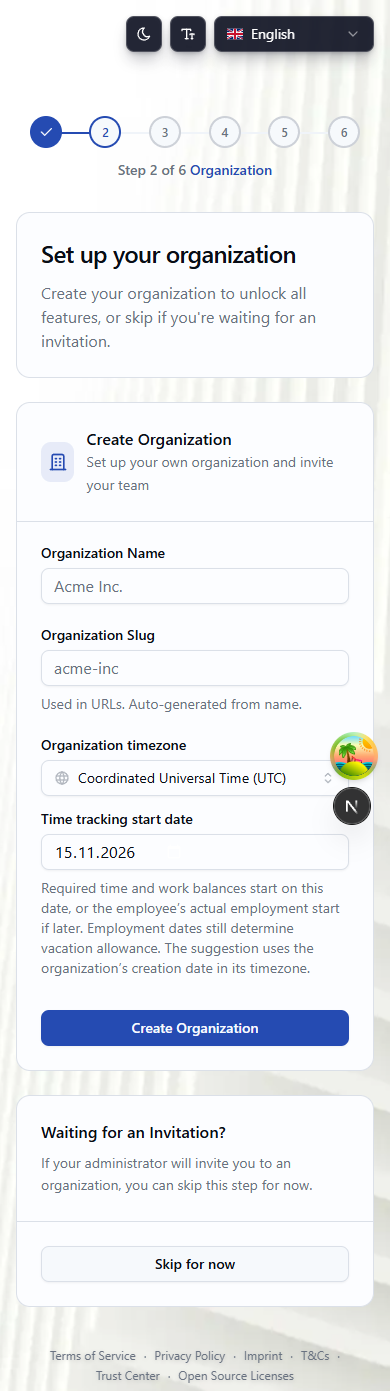 English
2
3
4
5
6
Step 2 of 6 Organization
Set up your organization
Create your organization to unlock all
features, or skip if you're waiting for an
invitation.
Create Organization
Set up your own organization and invite
your team
Organization Name
Acme Inc.
Organization Slug
acme-inc
Used in URLs. Auto-generated from name.
Organization timezone
Coordinated Universal Time (UTC)
N
Time tracking start date
15.11.2026
Required time and work balances start on this
date, or the employee’s actual employment start
if later. Employment dates still determine
vacation allowance. The suggestion uses the
organization’s creation date in its timezone.
Create Organization
Waiting for an Invitation?
If your administrator will invite you to an
organization, you can skip this step for now.
Skip for now
Terms of Service · Privacy Policy · Imprint · T&Cs ·
Trust Center · Open Source Licenses